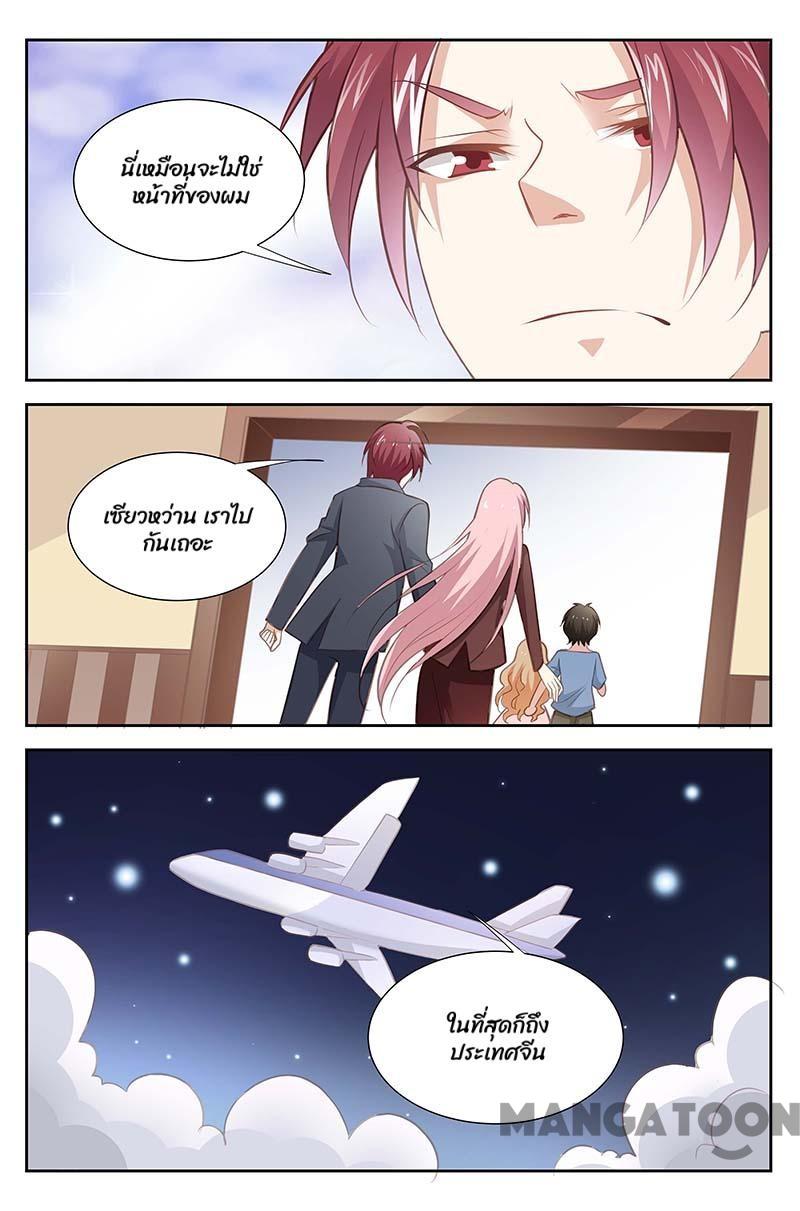 นี่เหมือนจะไม่ใช่
หน้าที่ของผม
เซียวหว่าน เราไป
กันเถอะ
ในที่สุดก็ถึง
ประเทศจีน
MANGATOON